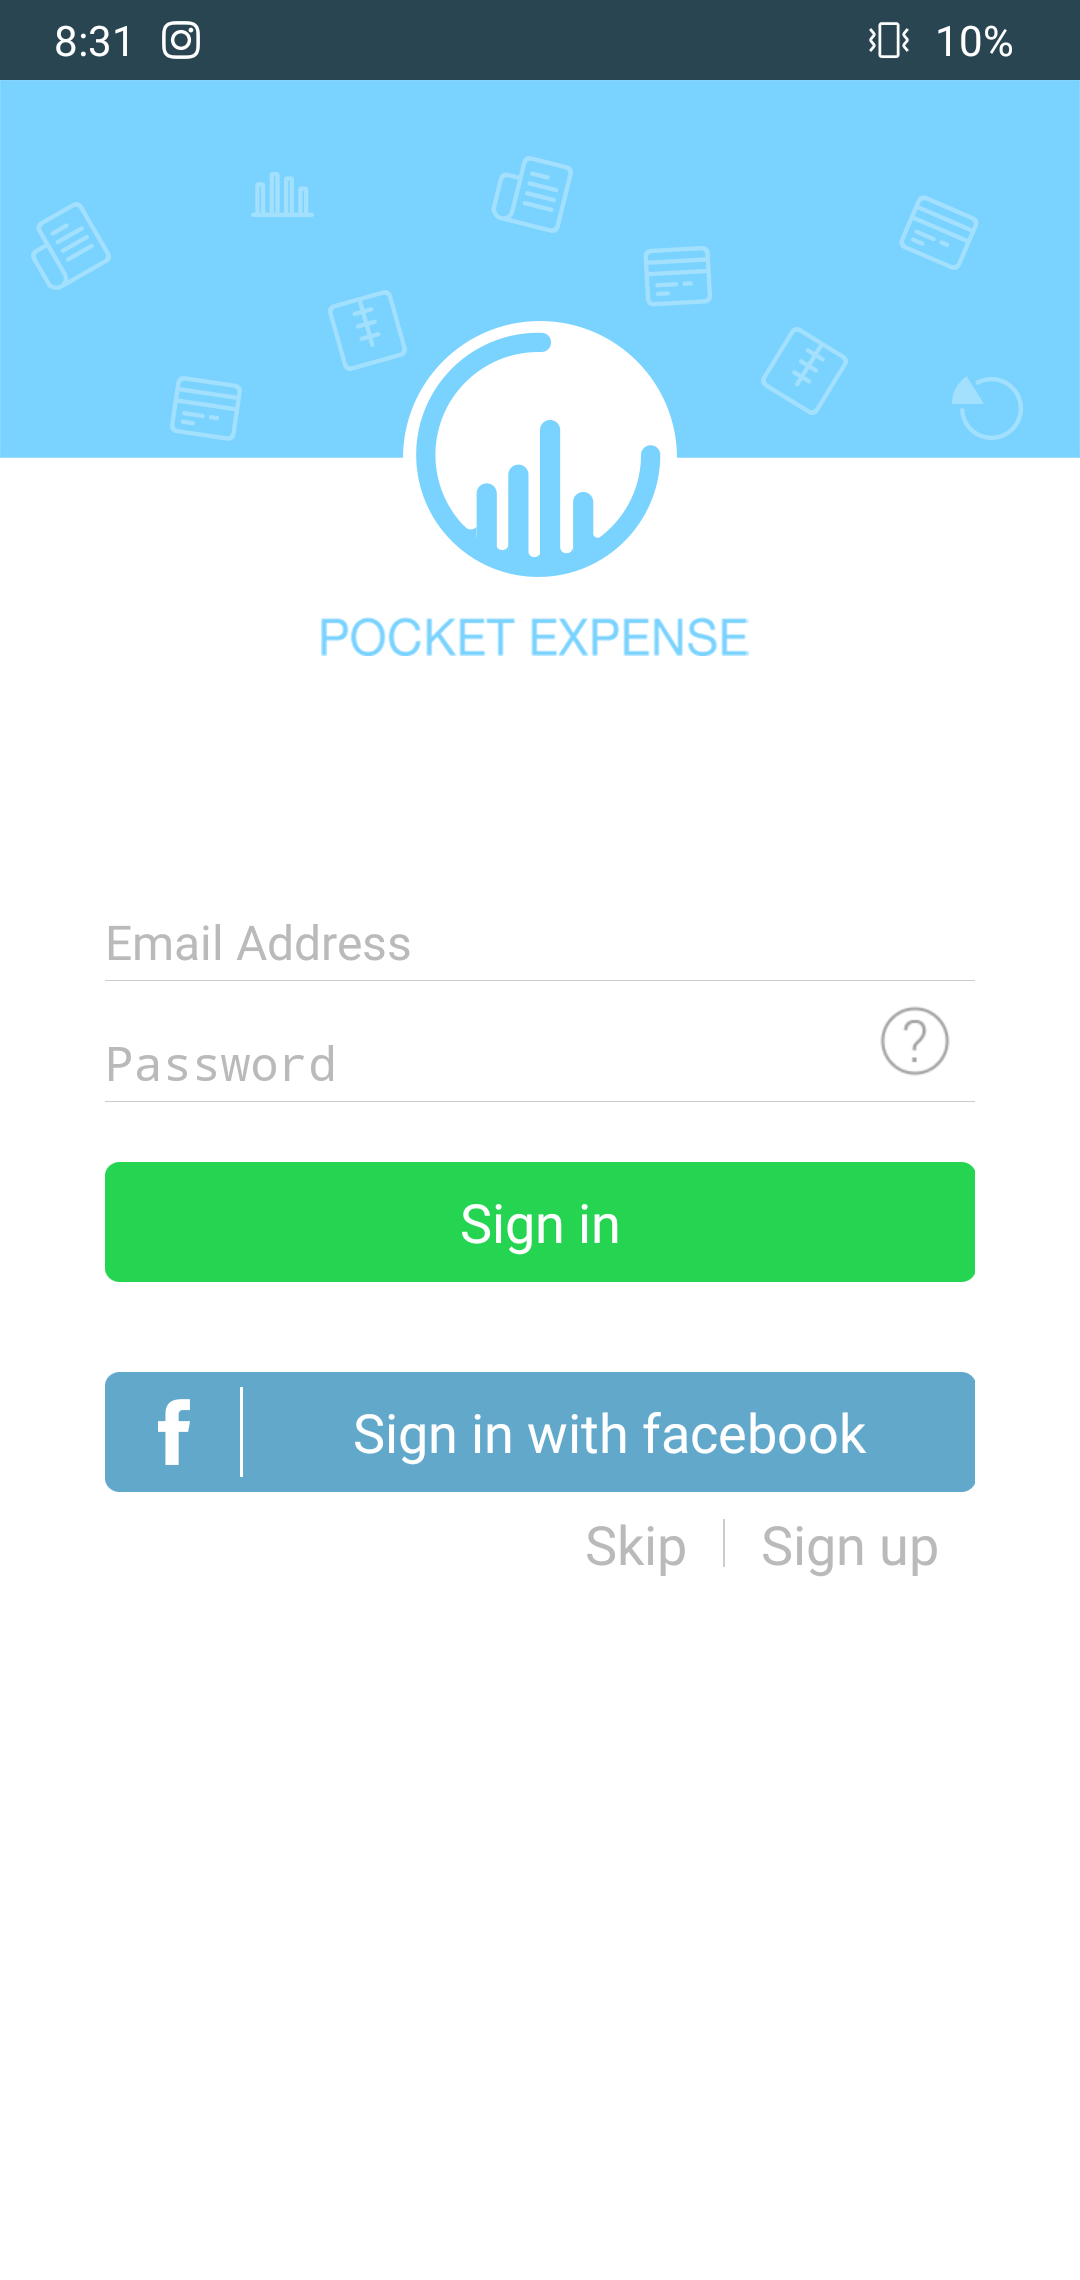 8:31 10%
POCKET EXPENSE
Email Address
Password
?
Sign in
f Sign in with facebook
Skip Sign up